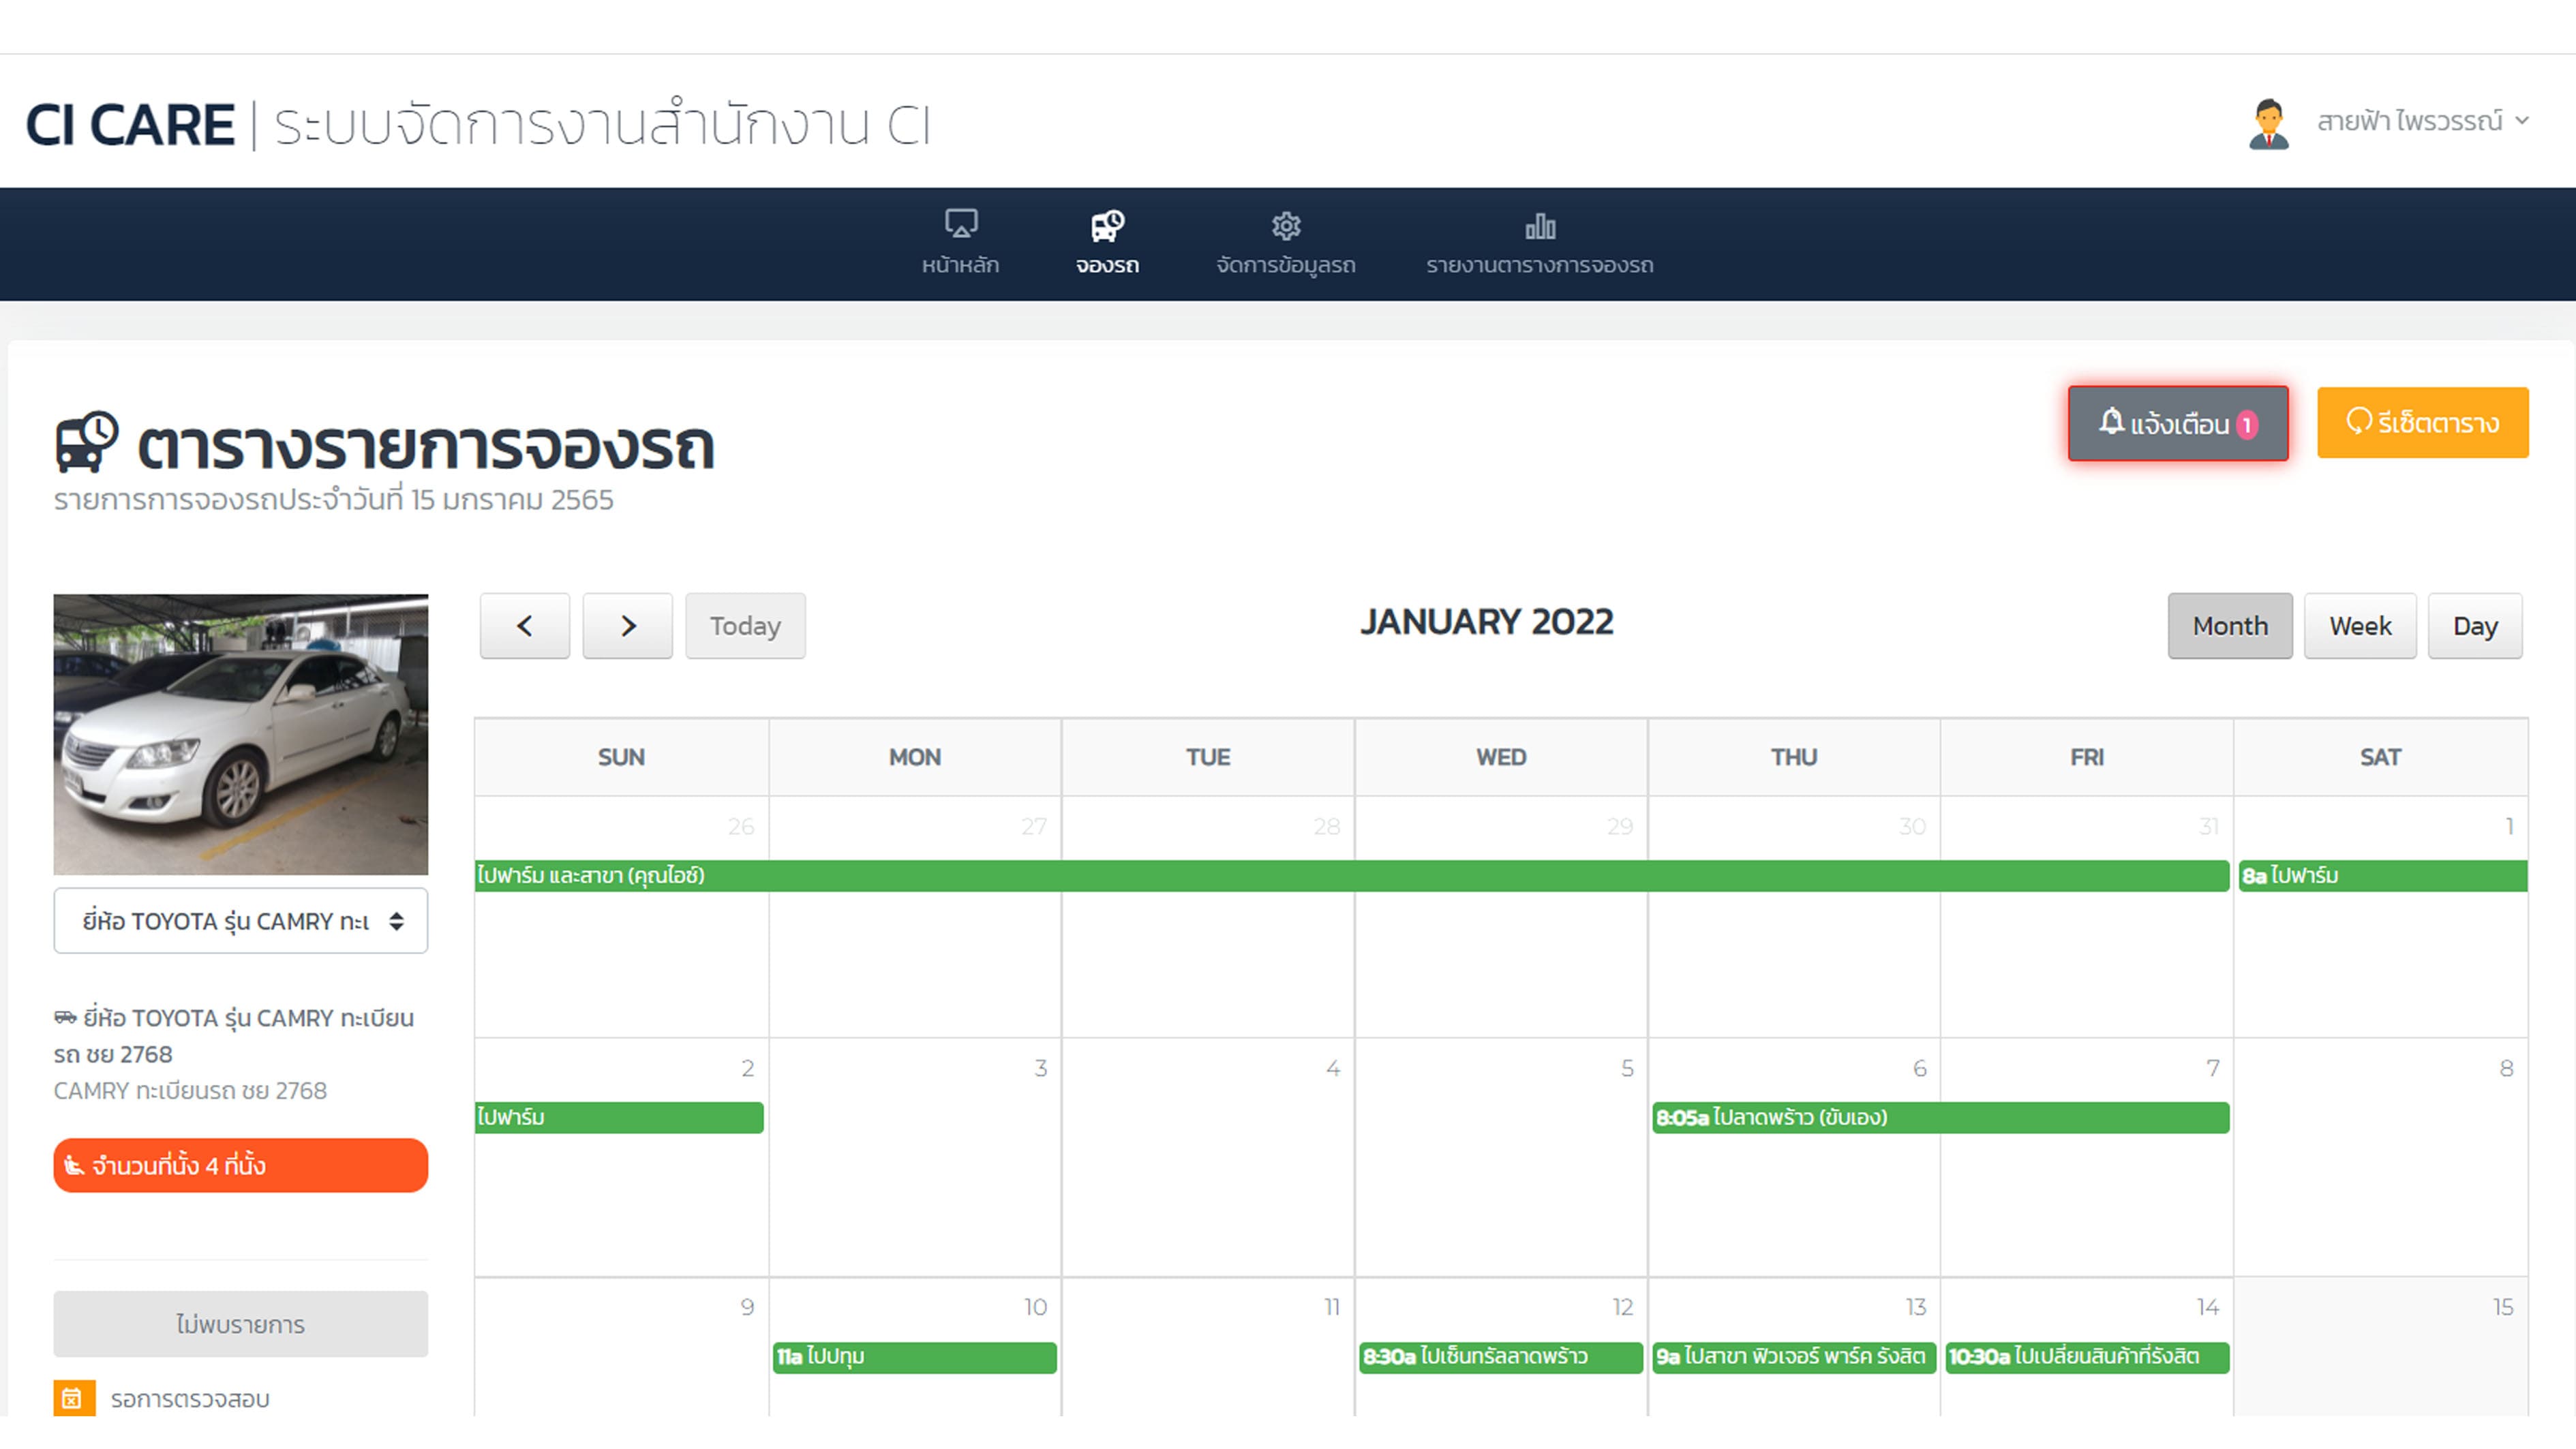 CI CARE | ระบบจัดการงานสำนักงาน CI
สายฟ้า ไพรวรรณ์
หน้าหลัก
จองรถ
จัดการข้อมูลรถ
รายงานตารางการจองรถ
ตารางรายการจองรถ
รายการการจองรถประจำวันที่ 15 มกราคม 2565
แจ้งเตือน 1
รีเซ็ตตาราง
Today
JANUARY 2022
Month
Week
Day
ยี่ห้อ TOYOTA รุ่น CAMRY ทะเ
ยี่ห้อ TOYOTA รุ่น CAMRY ทะเบียน
รถ ชย 2768
CAMRY ทะเบียนรถ ชย 2768
จำนวนที่นั้ง 4 ที่นั้ง
ไม่พบรายการ
รอการตรวจสอบ
SUN MON TUE WED THU FRI SAT
26 27 28 29 30 31 1
ไปฟาร์ม และสาขา (คุณไอซ์)
8a ไปฟาร์ม
2 3 4 5 6 7 8
ไปฟาร์ม
8:05a ไปลาดพร้าว (ขับเอง)
9 10 11 12 13 14 15
11a ไปปทุม
8:30a ไปเซ็นทรัลลาดพร้าว
9a ไปสาขา ฟิวเจอร์ พาร์ค รังสิต
10:30a ไปเปลี่ยนสินค้าที่รังสิต